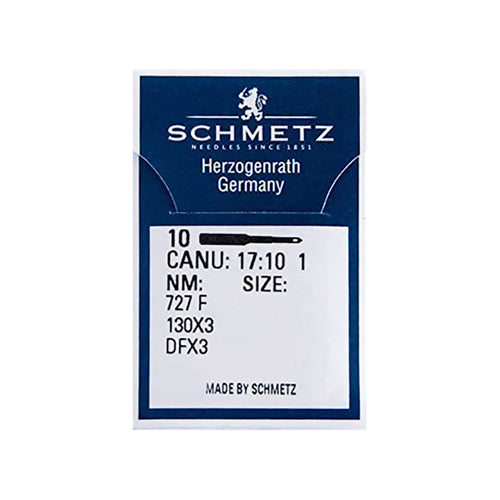 SCHMETZ
NEEDLES SINCE 1851
Herzogenrath
Germany
10
CANU: 17:10 1
NM: SIZE:
727 F
130X3
DFX3
MADE BY SCHMETZ